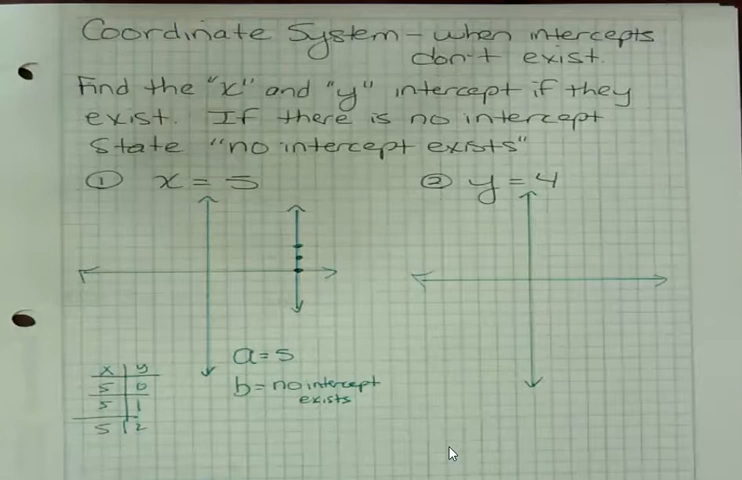 Coordinate System - when intercepts
don't exist.
Find the "x" and "y" intercept if they
exist. If there is no intercept
State "no intercept exists"
① x = 5
② y = 4
a = 5
b = no intercept
exists
x | y
5 | 0
5 | 1
5 | 2